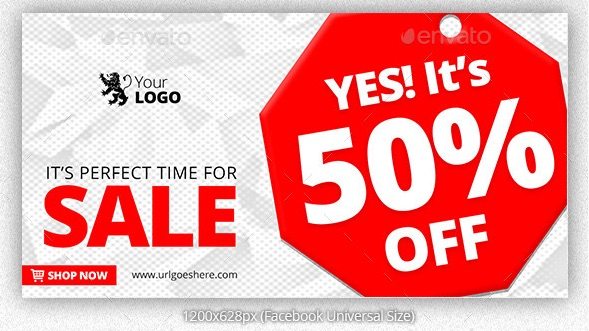 envato
envato
Your
LOGO
IT'S PERFECT TIME FOR
SALE
SHOP NOW
www.urlgoeshere.com
YES! It's
50%
OFF
1200x628px (Facebook Universal Size)